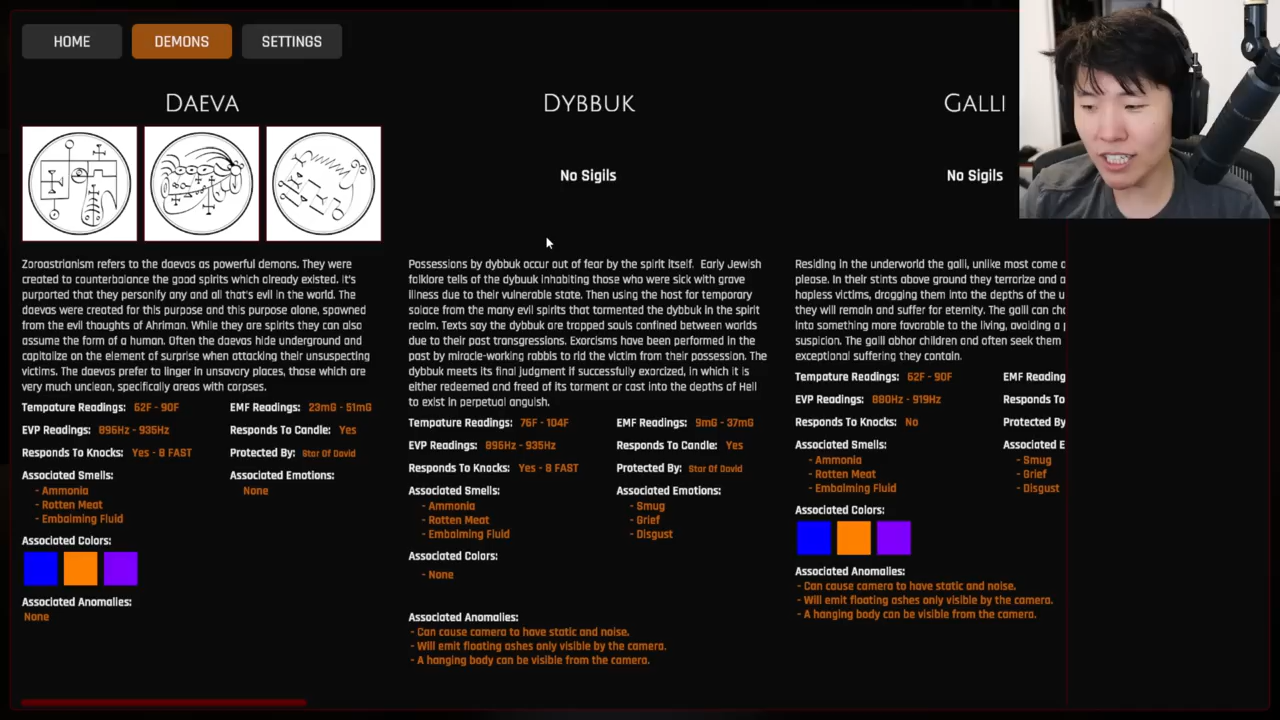 HOME
DEMONS
SETTINGS
DAEVA
Zoroastrianism refers to the daevas as powerful demons. They were
created to counterbalance the good spirits which already existed. It's
purported that they personify any and all that's evil in the world. The
daevas were created for this purpose and this purpose alone, spawned
from the evil thoughts of Ahriman. While they are spirits they can also
assume the form of a human. Often the daevas hide underground and
capitalize on the element of surprise when attacking their unsuspecting
victims. The daevas prefer to linger in unsavory places, those which are
very much unclean, specifically areas with corpses.
Tempature Readings: 62F - 90F
EMF Readings: 23mG - 51mG
EVP Readings: 896Hz - 935Hz
Responds To Candle: Yes
Responds To Knocks: Yes - 8 FAST
Protected By: Star Of David
Associated Smells:
- Ammonia
- Rotten Meat
- Embalming Fluid
Associated Emotions:
None
Associated Colors:
Associated Anomalies:
None
DYBBUK
No Sigils
Possessions by dybbuk occur out of fear by the spirit itself. Early Jewish
folklore tells of the dybuuk inhabiting those who were sick with grave
illness due to their vulnerable state. Then using the host for temporary
solace from the many evil spirits that tormented the dybbuk in the spirit
realm. Texts say the dybbuk are trapped souls confined between worlds
due to their past transgressions. Exorcisms have been performed in the
past by miracle-working rabbis to rid the victim from their possession. The
dybbuk meets its final judgment if successfully exorcized, in which it is
either redeemed and freed of its torment or cast into the depths of Hell
to exist in perpetual anguish.
Tempature Readings: 76F - 104F
EMF Readings: 9mG - 37mG
EVP Readings: 896Hz - 935Hz
Responds To Candle: Yes
Responds To Knocks: Yes - 8 FAST
Protected By: Star Of David
Associated Smells:
- Ammonia
- Rotten Meat
- Embalming Fluid
Associated Emotions:
- Smug
- Grief
- Disgust
Associated Colors:
- None
Associated Anomalies:
- Can cause camera to have static and noise.
- Will emit floating ashes only visible by the camera.
- A hanging body can be visible from the camera.
GALLI
No Sigils
Residing in the underworld the galli, unlike most come
please. In their stints above ground they terrorize and
hapless victims, dragging them into the depths of the
they will remain and suffer for eternity. The galli can
into something more favorable to the living, avoiding
suspicion. The galli abhor children and often seek them
exceptional suffering they contain.
Tempature Readings: 62F - 90F
EMF Reading
EVP Readings: 880Hz - 919Hz
Responds To
Responds To Knocks: No
Protected By
Associated Smells:
- Ammonia
- Rotten Meat
- Embalming Fluid
Associated E
- Smug
- Grief
- Disgust
Associated Colors:
Associated Anomalies:
- Can cause camera to have static and noise.
- Will emit floating ashes only visible by the camera.
- A hanging body can be visible from the camera.